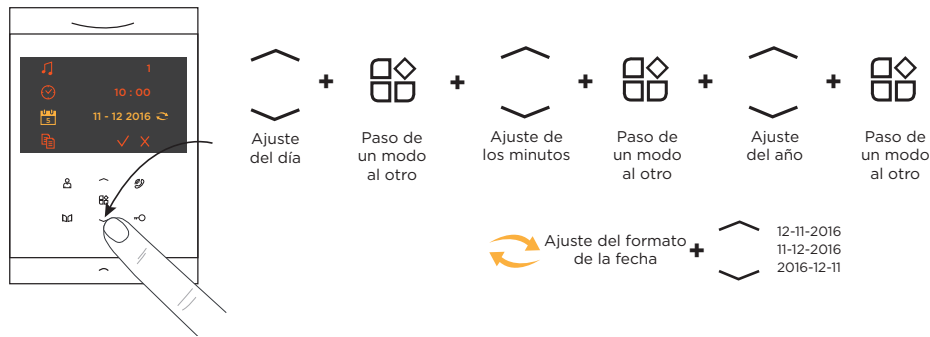 1
10 : 00
5
11 - 12 2016
Ajuste
del día
+
Paso de
un modo
al otro
+
Ajuste de
los minutos
+
Paso de
un modo
al otro
+
Ajuste
del año
+
Paso de
un modo
al otro
Ajuste del formato
de la fecha
+
12-11-2016
11-12-2016
2016-12-11